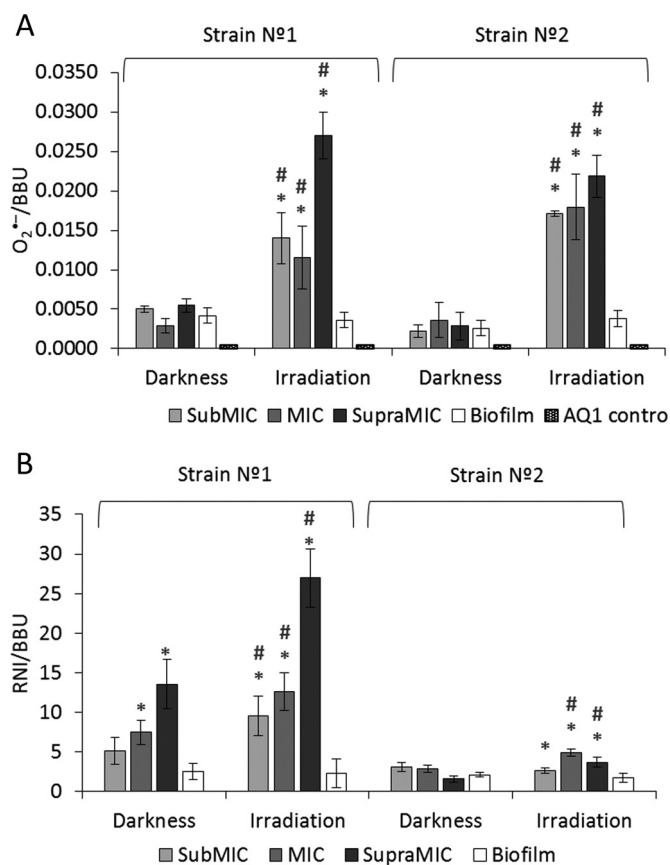 A
Strain Nº1 Strain Nº2
O2•−/BBU
0.0350
0.0300
0.0250
0.0200
0.0150
0.0100
0.0050
0.0000
# * # * # * # * # * # *
Darkness Irradiation Darkness Irradiation
SubMIC MIC SupraMIC Biofilm AQ1 contro
B
Strain Nº1 Strain Nº2
RNI/BBU
35
30
25
20
15
10
5
0
* * # * # * # * * # * # *
Darkness Irradiation Darkness Irradiation
SubMIC MIC SupraMIC Biofilm